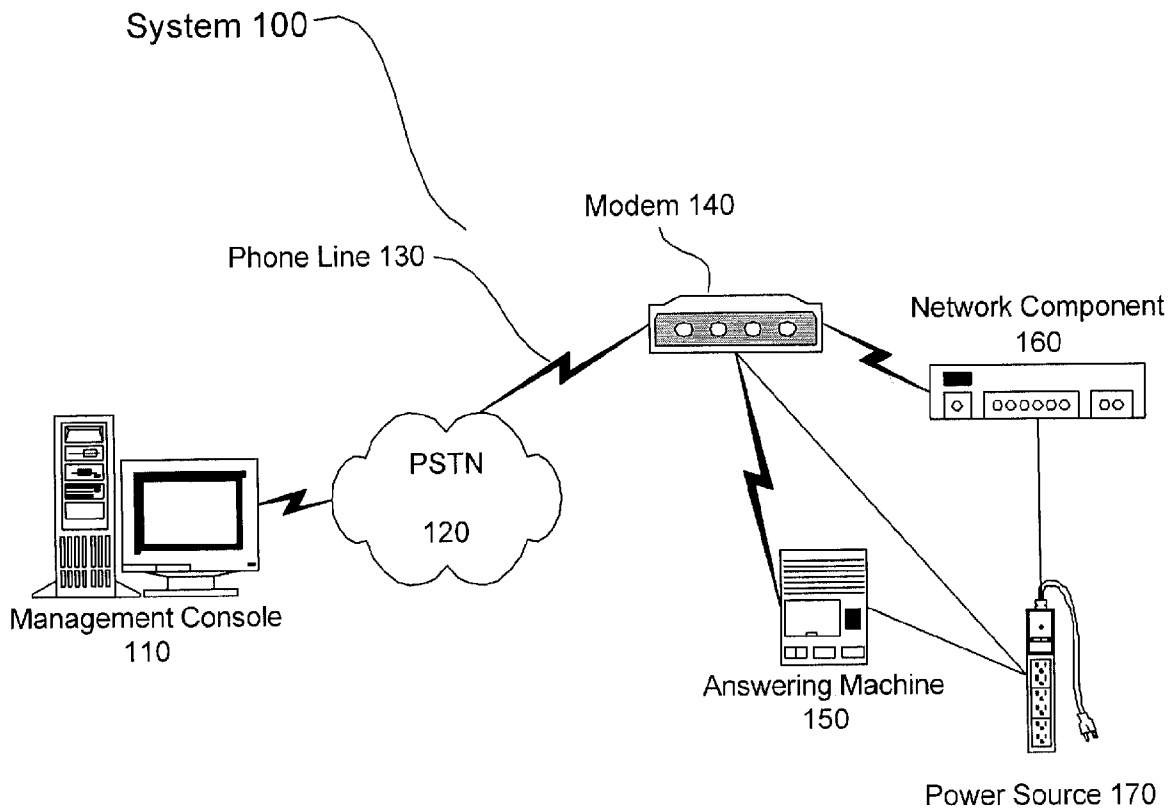 System 100
Modem 140
Phone Line 130
Network Component
160
PSTN
120
Management Console
110
Answering Machine
150
Power Source 170